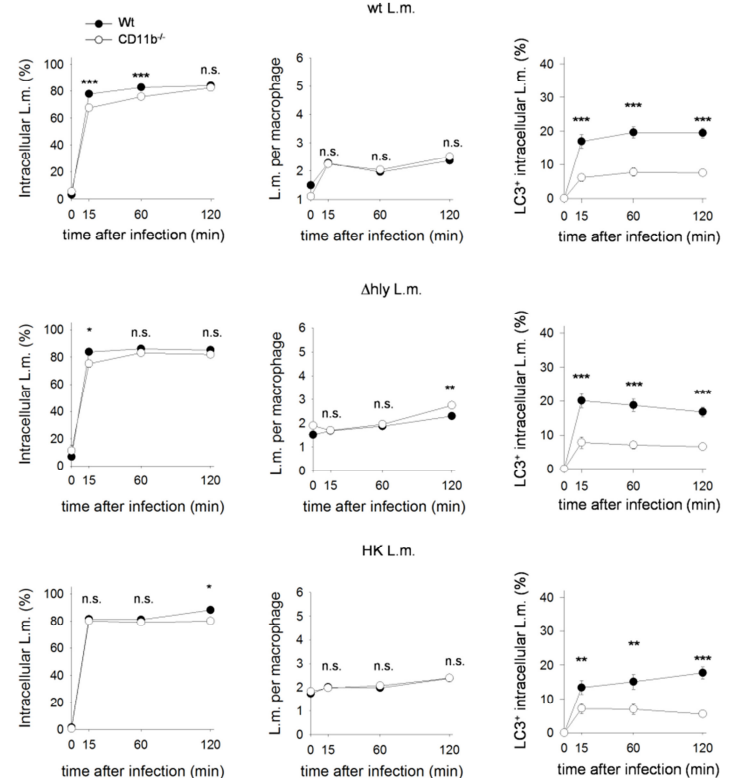 wt L.m.
Wt
CD11b-/-
Intracellular L.m. (%)
100
80
60
40
20
0
***
***
n.s.
0 15 60 120
time after infection (min)
L.m. per macrophage
6
5
4
3
2
1
n.s.
n.s.
n.s.
0 15 60 120
time after infection (min)
LC3+ intracellular L.m. (%)
40
30
20
10
0
***
***
***
0 15 60 120
time after infection (min)
Δhly L.m.
Intracellular L.m. (%)
100
80
60
40
20
0
*
n.s.
n.s.
0 15 60 120
time after infection (min)
L.m. per macrophage
6
5
4
3
2
1
0
n.s.
n.s.
**
0 15 60 120
time after infection (min)
LC3+ intracellular L.m. (%)
40
30
20
10
0
***
***
***
0 15 60 120
time after infection (min)
HK L.m.
Intracellular L.m. (%)
100
80
60
40
20
0
n.s.
n.s.
*
0 15 60 120
time after infection (min)
L.m. per macrophage
6
5
4
3
2
1
0
n.s.
n.s.
n.s.
0 15 60 120
time after infection (min)
LC3+ intracellular L.m. (%)
40
30
20
10
0
**
**
***
0 15 60 120
time after infection (min)